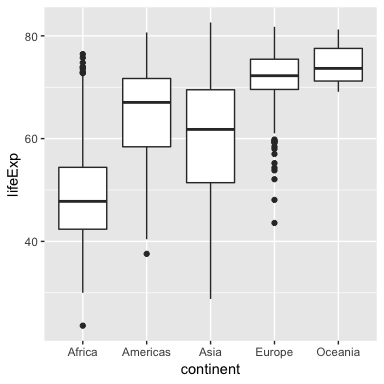 80
60
40
lifeExp
Africa Americas Asia Europe Oceania
continent